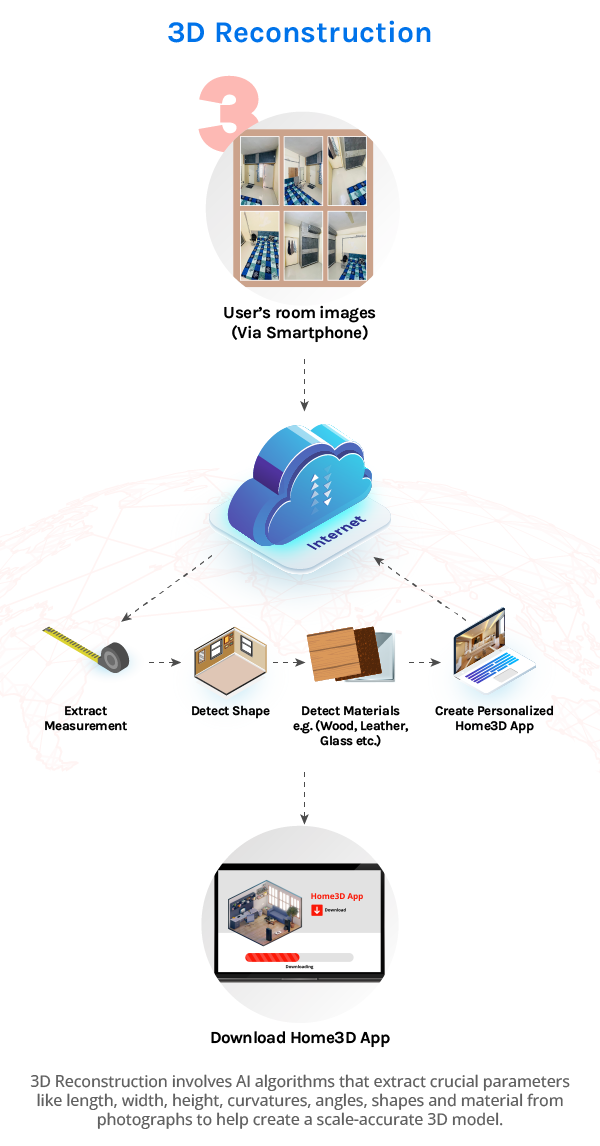 3D Reconstruction
3
User's room images
(Via Smartphone)
Internet
Extract
Measurement
Detect Shape
Detect Materials
e.g. (Wood, Leather,
Glass etc.)
Create Personalized
Home3D App
Home3D App
Download
Downloading
Download Home3D App
3D Reconstruction involves AI algorithms that extract crucial parameters
like length, width, height, curvatures, angles, shapes and material from
photographs to help create a scale-accurate 3D model.